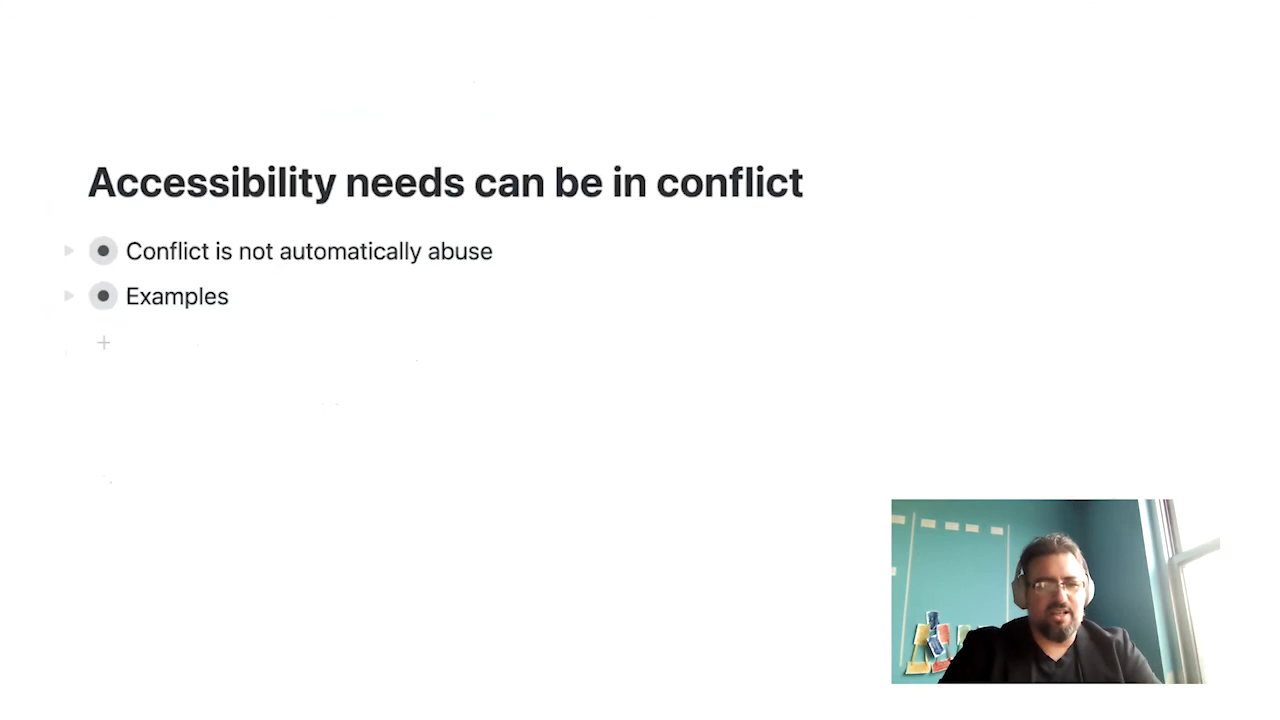 Accessibility needs can be in conflict
Conflict is not automatically abuse
Examples